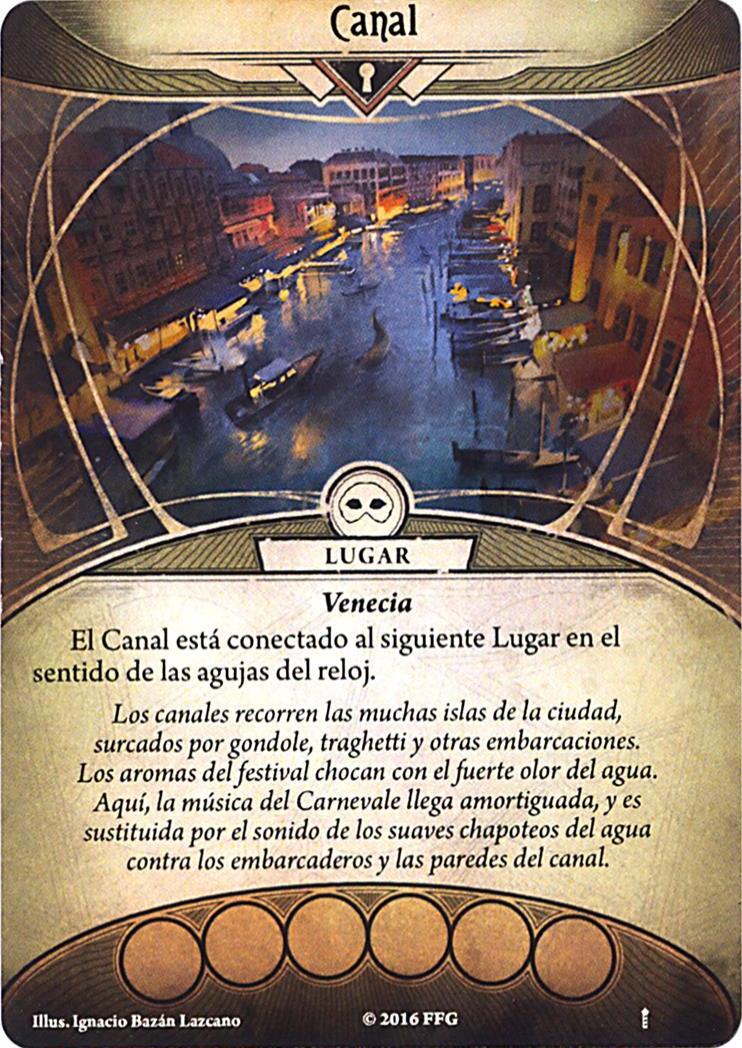 Canal
LUGAR
Venecia
El Canal está conectado al siguiente Lugar en el
sentido de las agujas del reloj.
Los canales recorren las muchas islas de la ciudad,
surcados por gondole, traghetti y otras embarcaciones.
Los aromas del festival chocan con el fuerte olor del agua.
Aquí, la música del Carnevale llega amortiguada, y es
sustituida por el sonido de los suaves chapoteos del agua
contra los embarcaderos y las paredes del canal.
Illus. Ignacio Bazán Lazcano © 2016 FFG